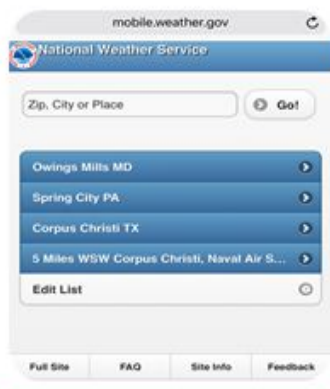 mobile.weather.gov
National Weather Service
Zip, City or Place
Go!
Owings Mills MD
Spring City PA
Corpus Christi TX
5 Miles WSW Corpus Christi, Naval Air S...
Edit List
Full Site FAQ Site Info Feedback